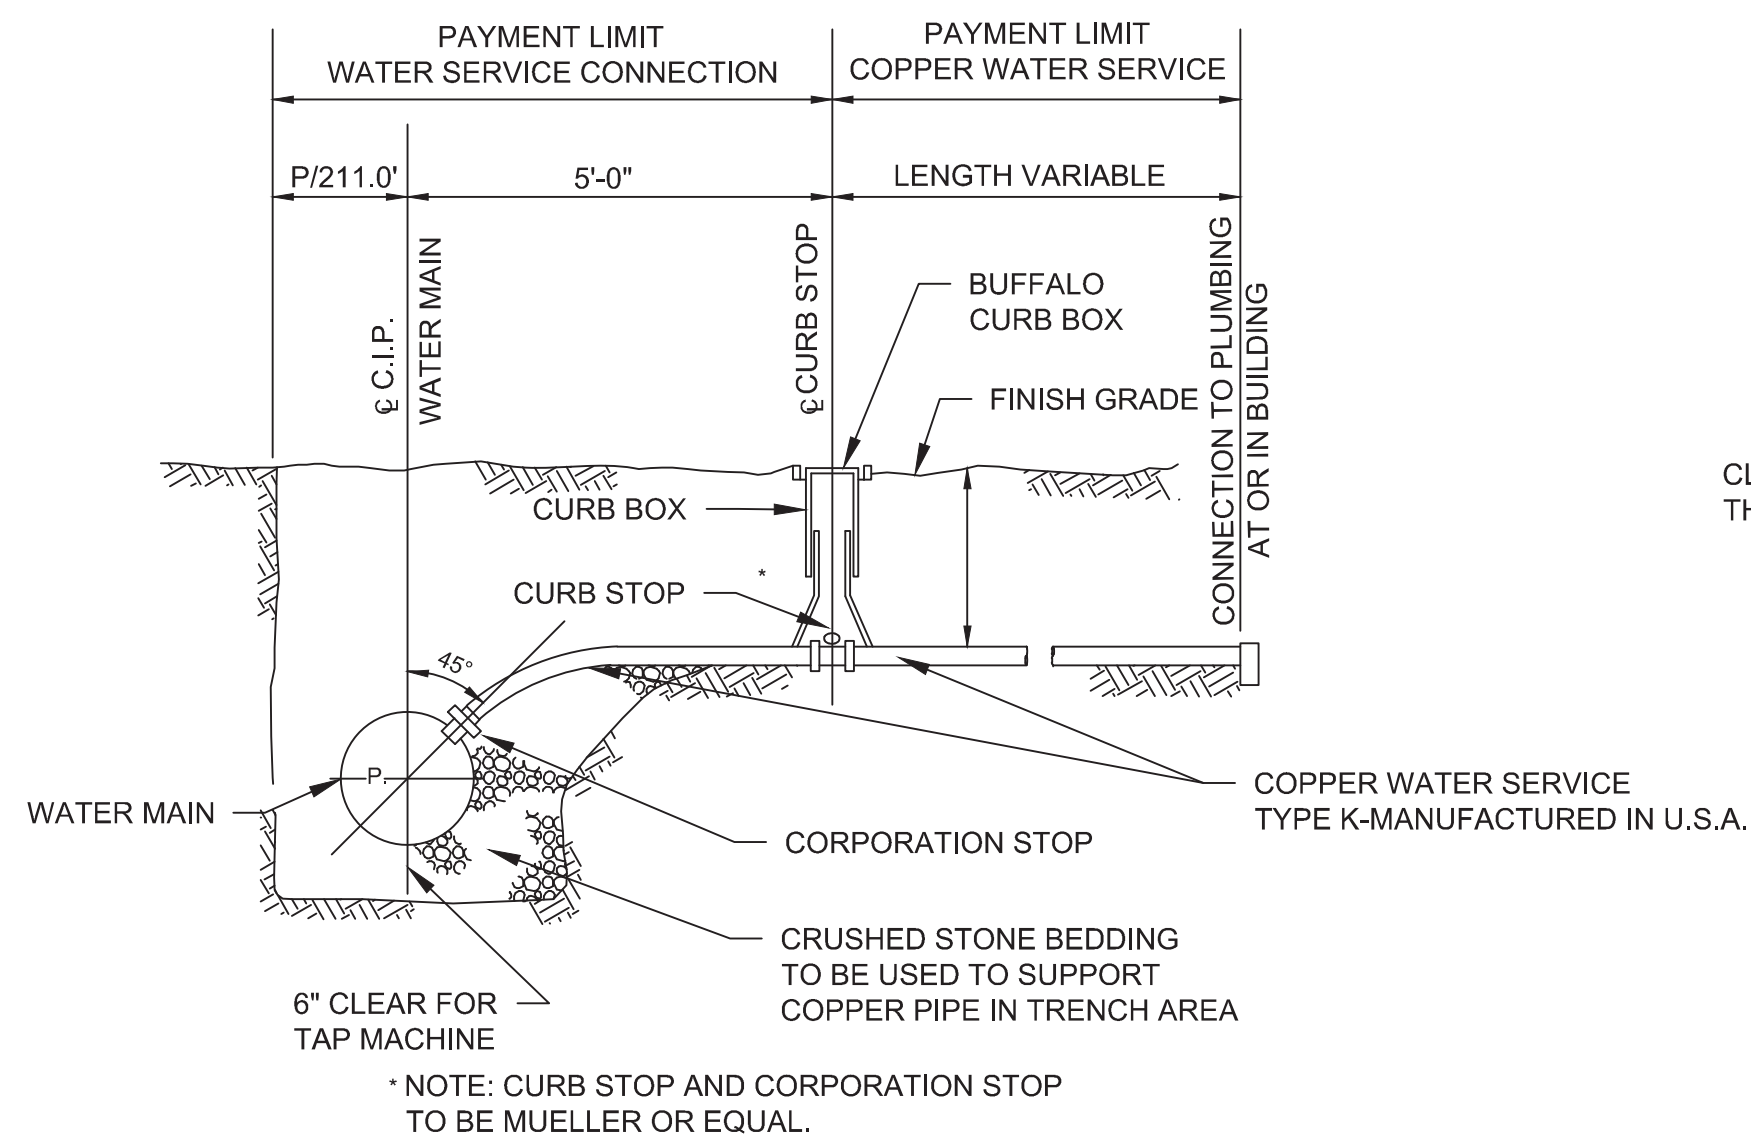 PAYMENT LIMIT
WATER SERVICE CONNECTION
PAYMENT LIMIT
COPPER WATER SERVICE
P/211.0'
5'-0"
LENGTH VARIABLE
℄ C.I.P.
WATER MAIN
℄ CURB STOP
CONNECTION TO PLUMBING
AT OR IN BUILDING
BUFFALO
CURB BOX
FINISH GRADE
CURB BOX
CURB STOP
*
45°
P.
WATER MAIN
COPPER WATER SERVICE
TYPE K-MANUFACTURED IN U.S.A.
CORPORATION STOP
CRUSHED STONE BEDDING
TO BE USED TO SUPPORT
COPPER PIPE IN TRENCH AREA
6" CLEAR FOR
TAP MACHINE
* NOTE: CURB STOP AND CORPORATION STOP
TO BE MUELLER OR EQUAL.